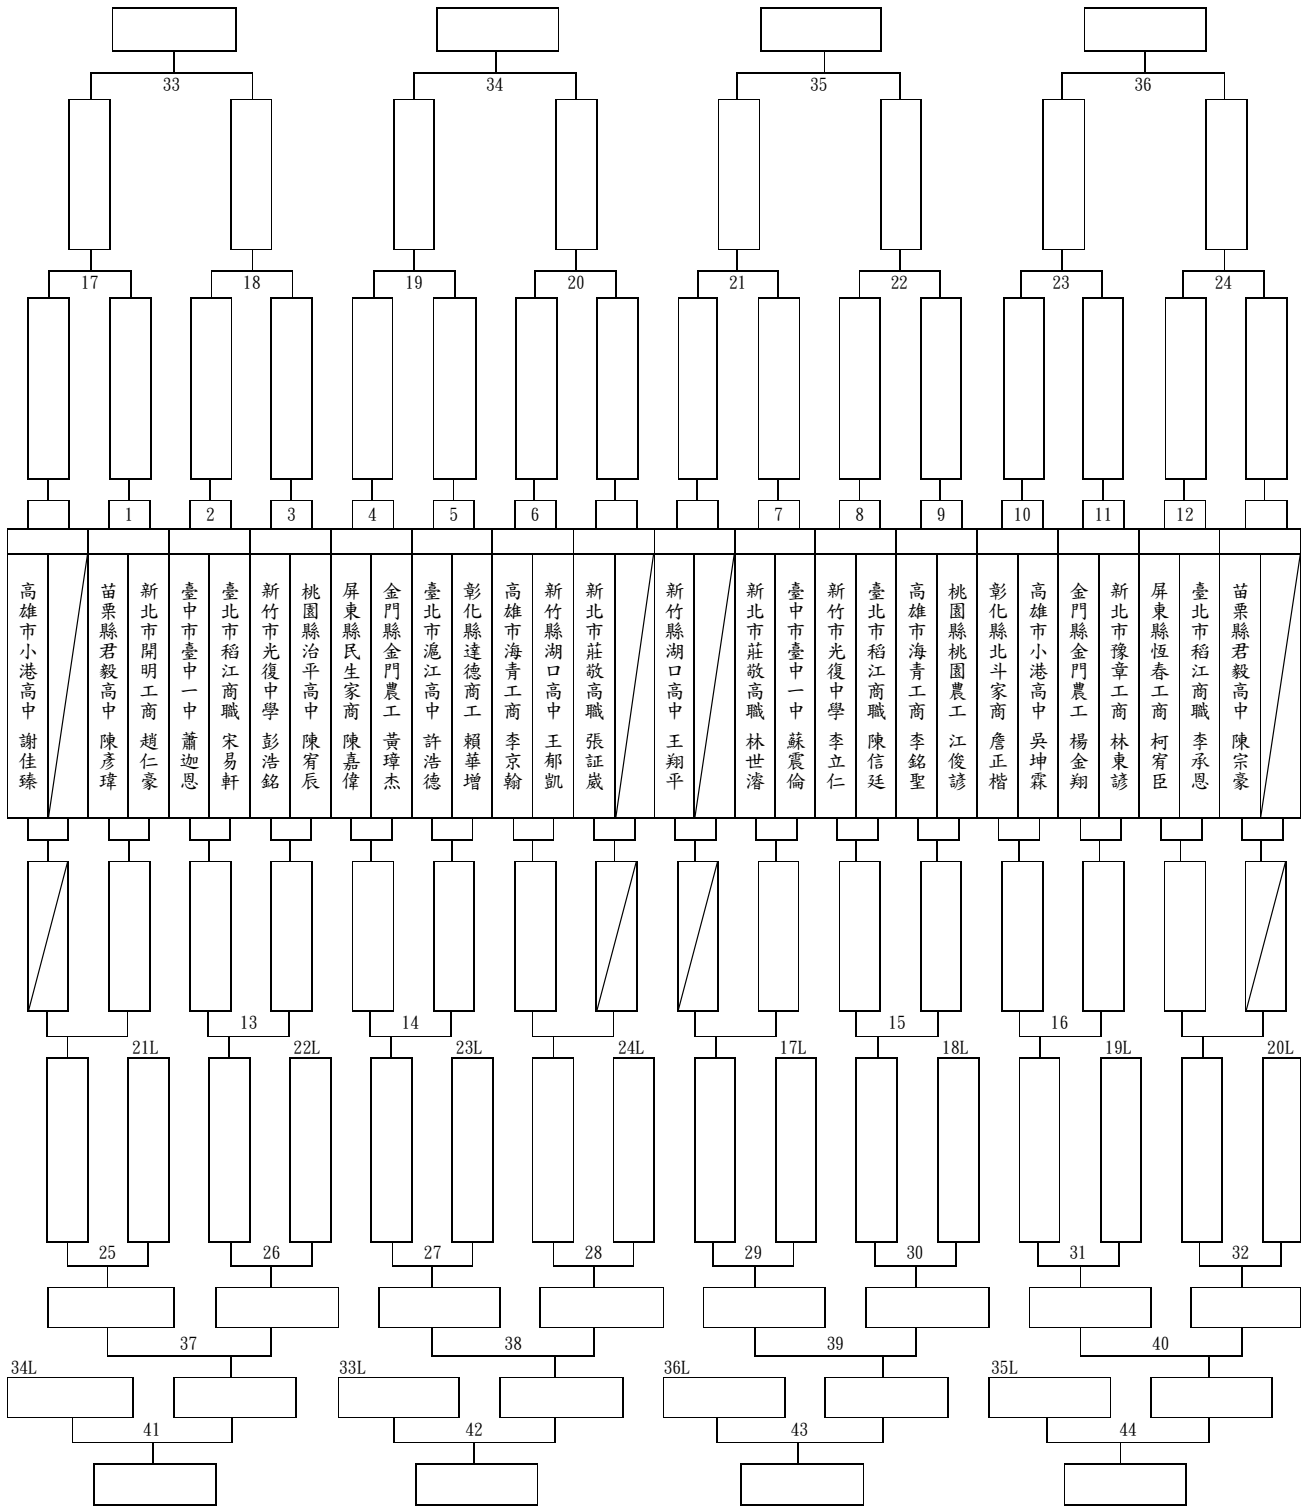 33
34
35
36
17
18
19
20
21
22
23
24
1
2
3
4
5
6
7
8
9
10
11
12
高雄市小港高中 謝佳臻
苗栗縣君毅高中 陳彥瑋
新北市開明工商 趙仁豪
臺中市臺中一中 蕭迦恩
臺北市稻江商職 宋易軒
新竹市光復中學 彭浩銘
桃園縣治平高中 陳宥辰
屏東縣民生家商 陳嘉偉
金門縣金門農工 黃璋杰
臺北市滬江高中 許浩德
彰化縣達德商工 賴華增
高雄市海青工商 李京翰
新竹縣湖口高中 王郁凱
新北市莊敬高職 張証崴
新竹縣湖口高中 王翔平
新北市莊敬高職 林世濬
臺中市臺中一中 蘇震倫
新竹市光復中學 李立仁
臺北市稻江商職 陳信廷
高雄市海青工商 李銘聖
桃園縣桃園農工 江俊諺
彰化縣北斗家商 詹正楷
高雄市小港高中 吳坤霖
金門縣金門農工 楊金翔
新北市豫章工商 林東諺
屏東縣恆春工商 柯宥臣
臺北市稻江商職 李承恩
苗栗縣君毅高中 陳宗豪
13
14
15
16
21L
22L
23L
24L
17L
18L
19L
20L
25
26
27
28
29
30
31
32
37
38
39
40
34L
33L
36L
35L
41
42
43
44